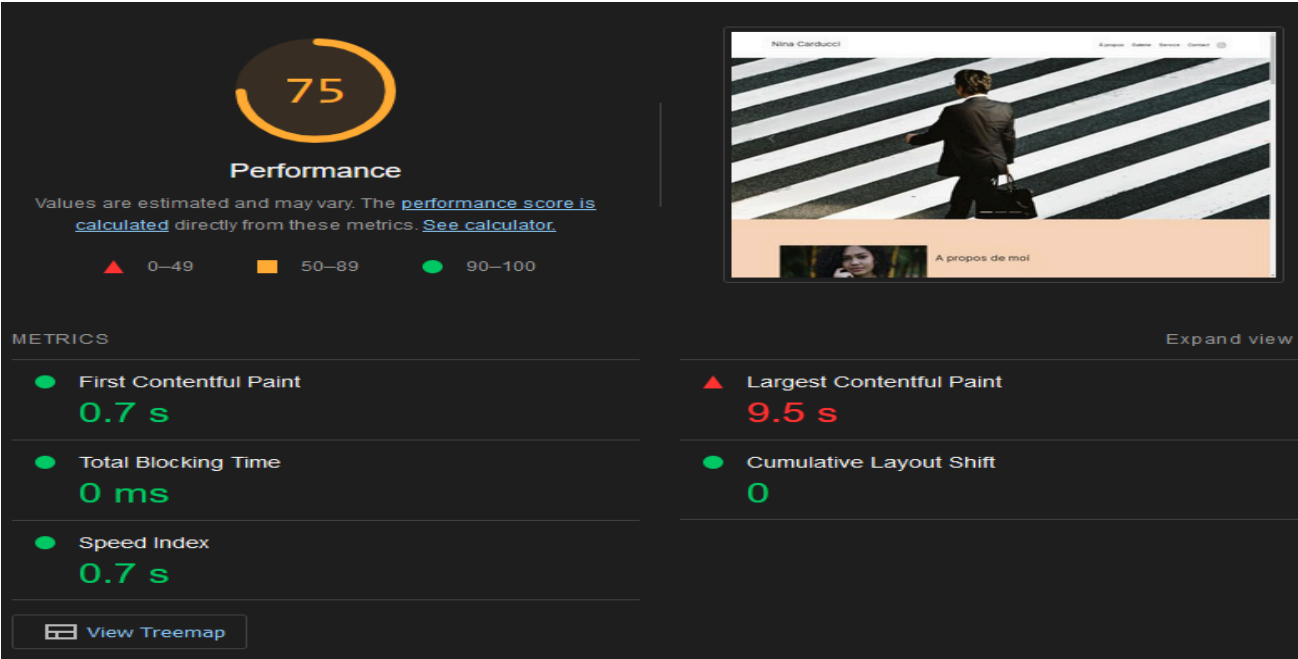 75
Performance
Values are estimated and may vary. The performance score is
calculated directly from these metrics. See calculator.
0–49
50–89
90–100
Nina Carducci
À propos Galerie Service Contact
A propos de moi
METRICS
Expand view
First Contentful Paint
0.7 s
Largest Contentful Paint
9.5 s
Total Blocking Time
0 ms
Cumulative Layout Shift
0
Speed Index
0.7 s
View Treemap